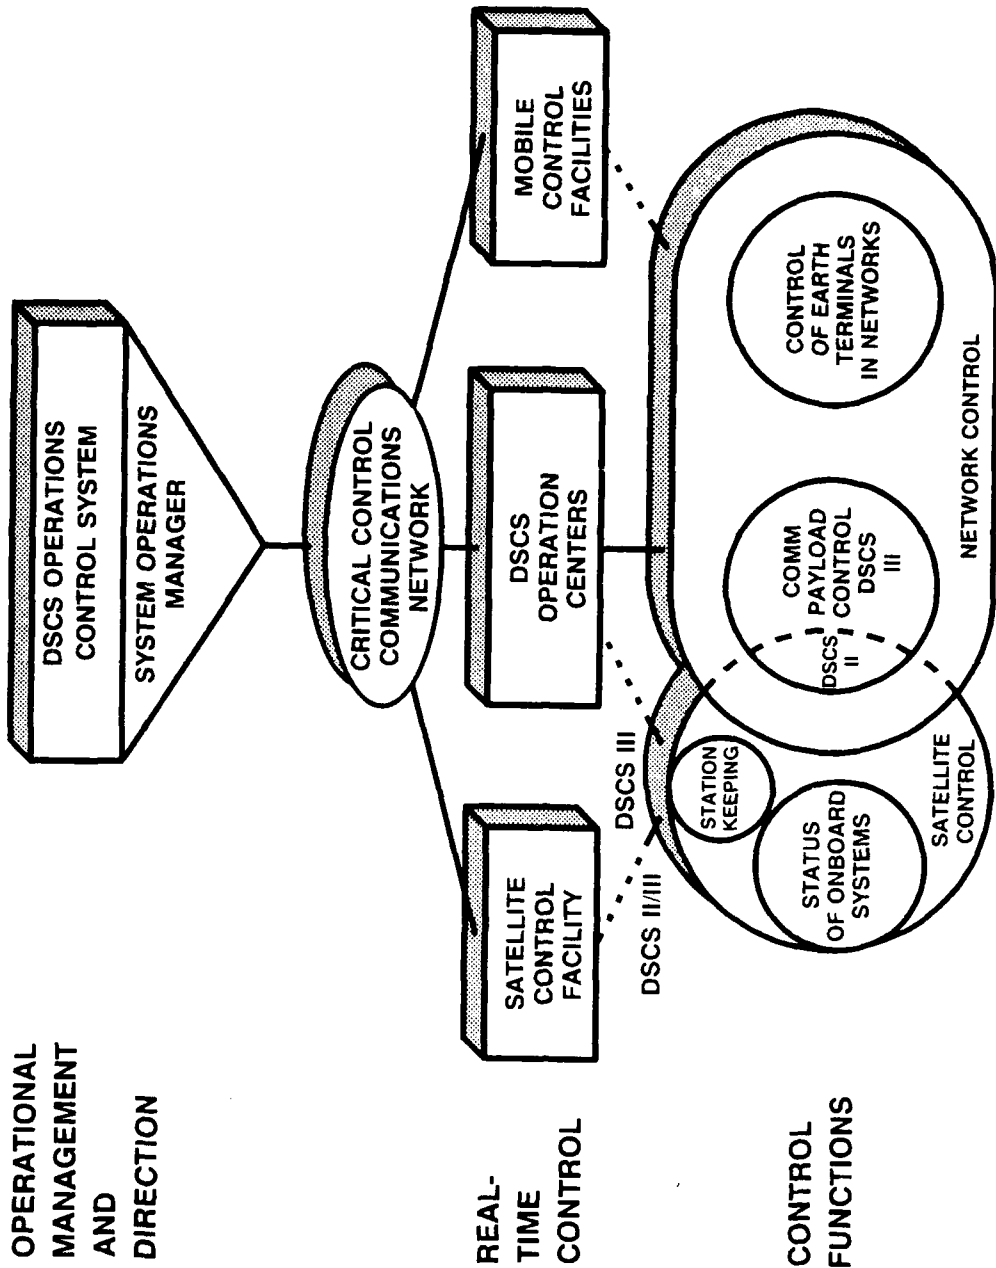 OPERATIONAL
MANAGEMENT
AND
DIRECTION
DSCS OPERATIONS
CONTROL SYSTEM
SYSTEM OPERATIONS
MANAGER
CRITICAL CONTROL
COMMUNICATIONS
NETWORK
REAL-
TIME
CONTROL
SATELLITE
CONTROL
FACILITY
DSCS
OPERATION
CENTERS
MOBILE
CONTROL
FACILITIES
DSCS II/III
DSCS III
CONTROL
FUNCTIONS
STATUS
OF ONBOARD
SYSTEMS
STATION
KEEPING
SATELLITE
CONTROL
DSCS
II
COMM
PAYLOAD
CONTROL
DSCS
III
CONTROL
OF EARTH
TERMINALS
IN NETWORKS
NETWORK CONTROL